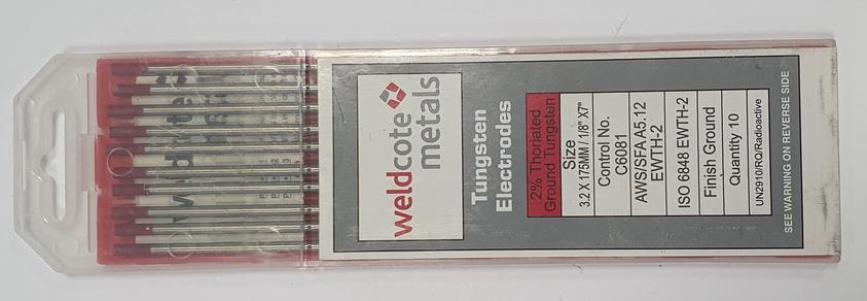 weldcote
metals
Tungsten
Electrodes
2% Thoriated
Ground Tungsten
Size
3.2 X 175MM / 1/8" X7"
Control No.
C6081
AWS/SFA A5.12
EWTH-2
ISO 6848 EWTH-2
Finish Ground
Quantity 10
UN2910/RQ/Radioactive
SEE WARNING ON REVERSE SIDE